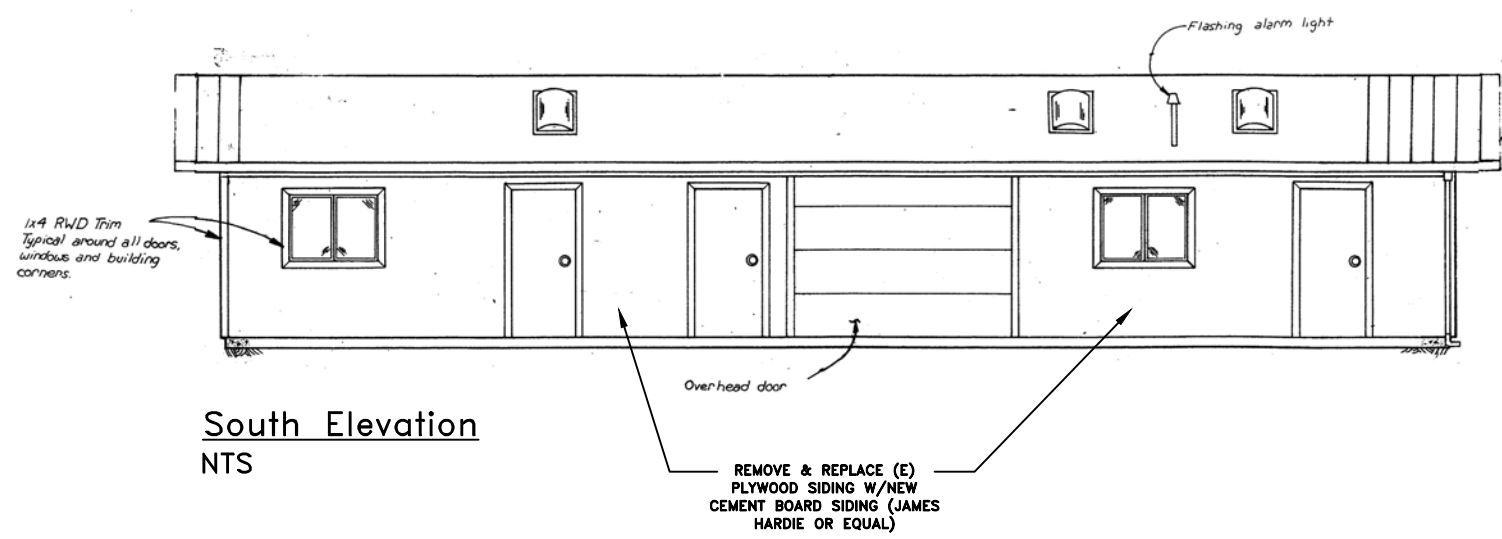 Flashing alarm light
1x4 RWD Trim
Typical around all doors,
windows and building
corners.
Overhead door
South Elevation
NTS
REMOVE & REPLACE (E)
PLYWOOD SIDING W/NEW
CEMENT BOARD SIDING (JAMES
HARDIE OR EQUAL)